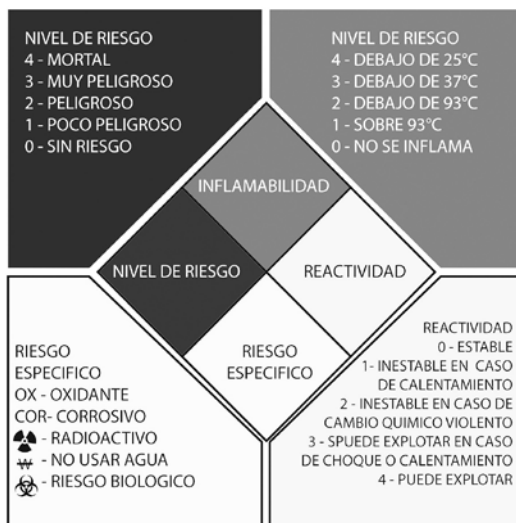 NIVEL DE RIESGO
4 - MORTAL
3 - MUY PELIGROSO
2 - PELIGROSO
1 - POCO PELIGROSO
0 - SIN RIESGO
NIVEL DE RIESGO
4 - DEBAJO DE 25°C
3 - DEBAJO DE 37°C
2 - DEBAJO DE 93°C
1 - SOBRE 93°C
0 - NO SE INFLAMA
INFLAMABILIDAD
NIVEL DE RIESGO
REACTIVIDAD
RIESGO
ESPECIFICO
RIESGO
ESPECIFICO
OX - OXIDANTE
COR- CORROSIVO
- RADIOACTIVO
W - NO USAR AGUA
- RIESGO BIOLOGICO
REACTIVIDAD
0 - ESTABLE
1- INESTABLE EN CASO
DE CALENTAMIENTO
2 - INESTABLE EN CASO DE
CAMBIO QUIMICO VIOLENTO
3 - SPUEDE EXPLOTAR EN CASO
DE CHOQUE O CALENTAMIENTO
4 - PUEDE EXPLOTAR